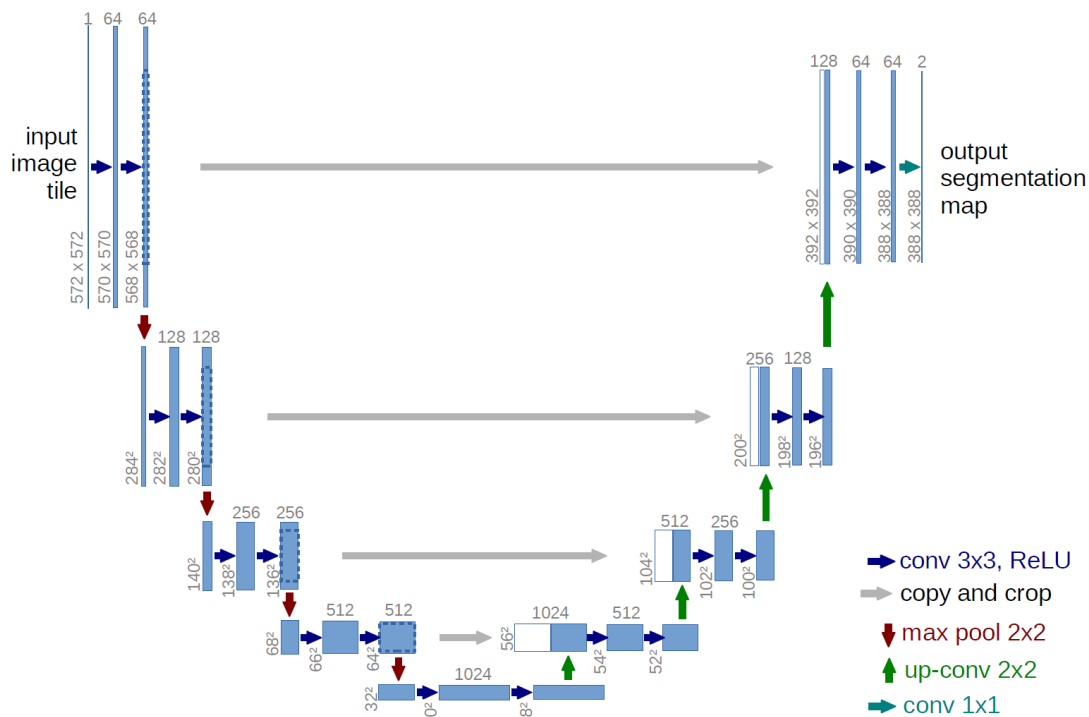 1 64 64
input
image
tile
572 x 572
570 x 570
568 x 568
128 64 64 2
output
segmentation
map
392 x 392
390 x 390
388 x 388
388 x 388
128 128
284²
282²
280²
256 128
200²
198²
196²
256 256
140²
138²
136²
512 256
104²
102²
100²
512 512
68²
66²
64²
1024 512
56²
54²
52²
1024
32²
0²
8²
conv 3x3, ReLU
copy and crop
max pool 2x2
up-conv 2x2
conv 1x1